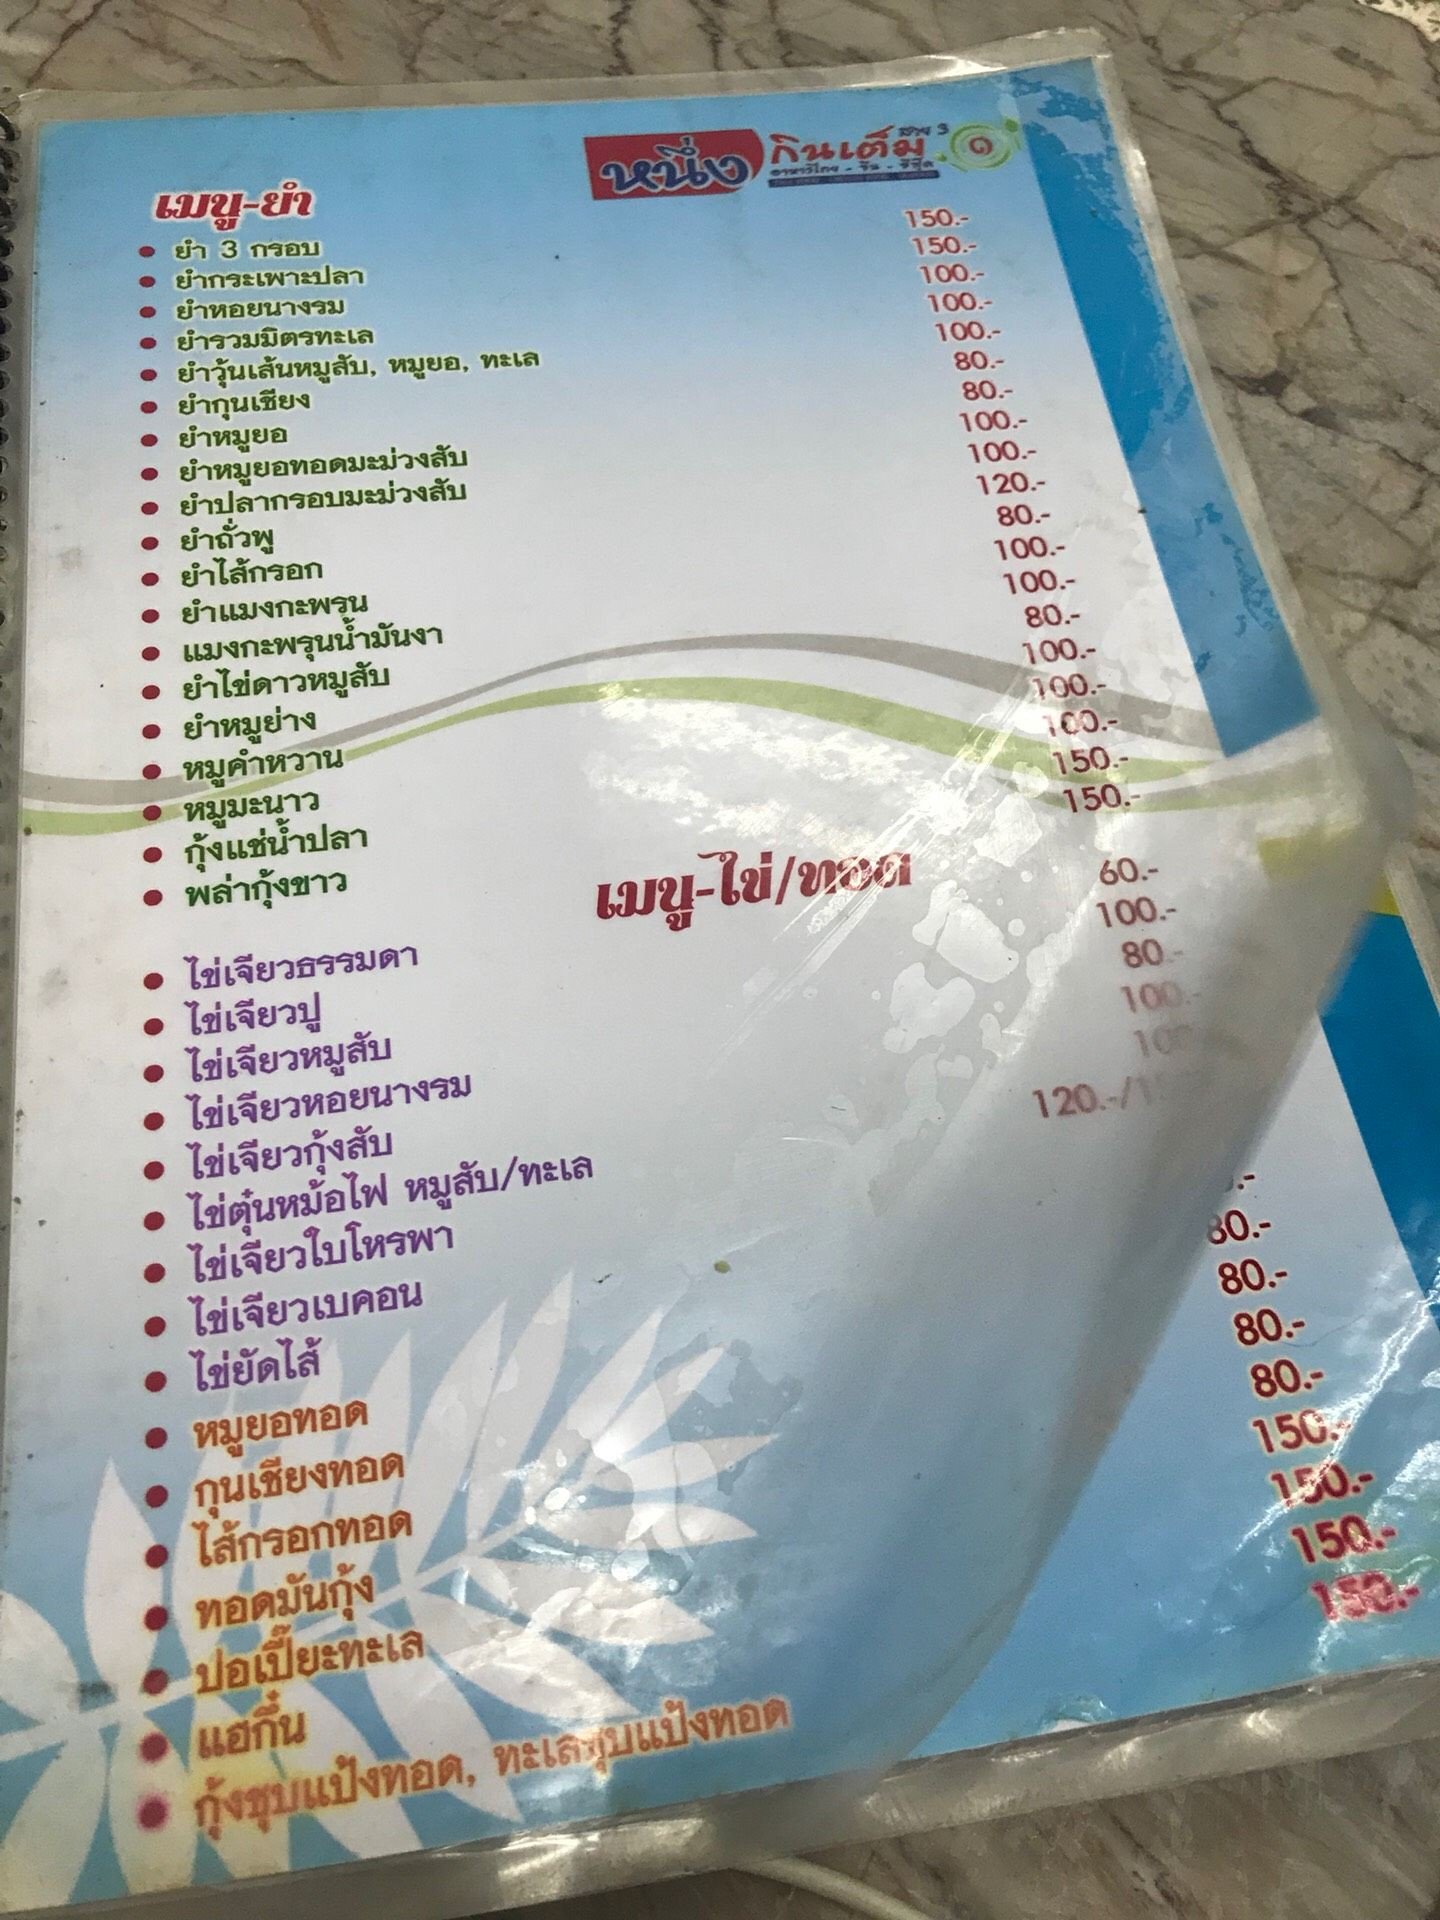 หนึ่ง กินเต็ม สาย 3 ๑
อาหารไทย - จีน - ซีฟู๊ด
เมนู-ยำ
ยำ 3 กรอบ 150.-
ยำกระเพาะปลา 150.-
ยำหอยนางรม 100.-
ยำรวมมิตรทะเล 100.-
ยำวุ้นเส้นหมูสับ, หมูยอ, ทะเล 100.-
ยำกุนเชียง 80.-
ยำหมูยอ 80.-
ยำหมูยอทอดมะม่วงสับ 100.-
ยำปลากรอบมะม่วงสับ 100.-
ยำถั่วพู 120.-
ยำไส้กรอก 80.-
ยำแมงกะพรุน 100.-
แมงกะพรุนน้ำมันงา 100.-
ยำไข่ดาวหมูสับ 80.-
ยำหมูย่าง 100.-
หมูคำหวาน 100.-
หมูมะนาว 100.-
กุ้งแช่น้ำปลา 150.-
พล่ากุ้งขาว 150.-
เมนู-ไข่/ทอด
ไข่เจียวธรรมดา 60.-
ไข่เจียวปู 100.-
ไข่เจียวหมูสับ 80.-
ไข่เจียวหอยนางรม 100.-
ไข่เจียวกุ้งสับ
ไข่ตุ๋นหม้อไฟ หมูสับ/ทะเล 120.-/
ไข่เจียวใบโหรพา
ไข่เจียวเบคอน 80.-
ไข่ยัดไส้ 80.-
หมูยอทอด 80.-
กุนเชียงทอด 80.-
ไส้กรอกทอด 150.-
ทอดมันกุ้ง 150.-
ปอเปี๊ยะทะเล 150.-
แฮกึ๋น 150.-
กุ้งชุบแป้งทอด, ทะเลชุบแป้งทอด